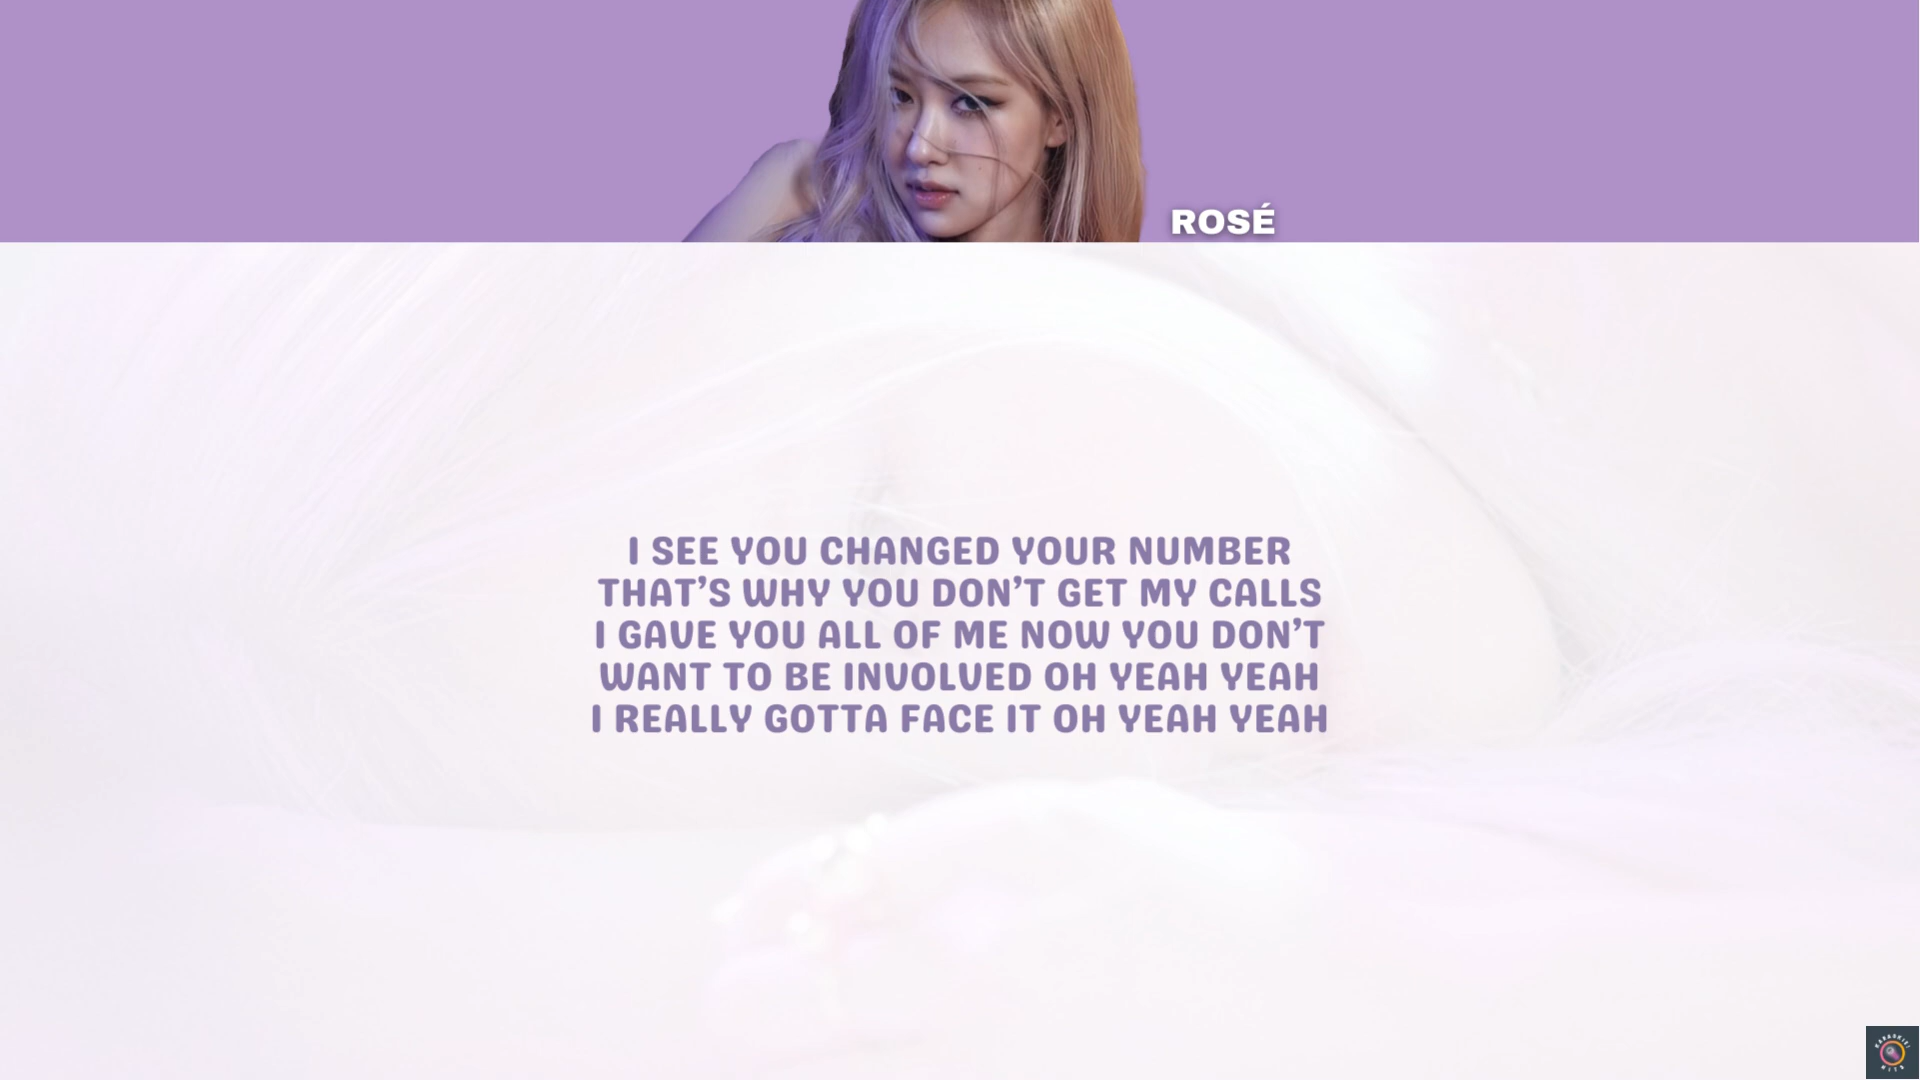 ROSÉ
I SEE YOU CHANGED YOUR NUMBER
THAT'S WHY YOU DON'T GET MY CALLS
I GAVE YOU ALL OF ME NOW YOU DON'T
WANT TO BE INVOLVED OH YEAH YEAH
I REALLY GOTTA FACE IT OH YEAH YEAH